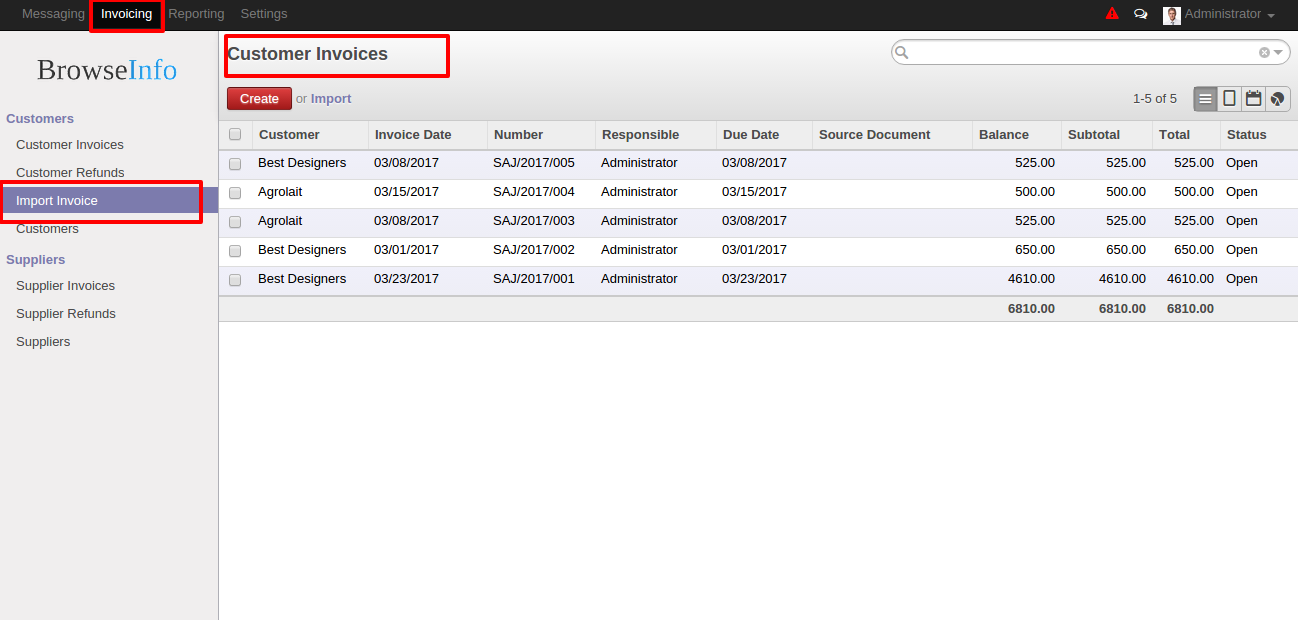 Messaging Invoicing Reporting Settings Administrator
BrowseInfo
Customers
Customer Invoices
Customer Refunds
Import Invoice
Customers
Suppliers
Supplier Invoices
Supplier Refunds
Suppliers
Customer Invoices
Create or Import 1-5 of 5
Customer Invoice Date Number Responsible Due Date Source Document Balance Subtotal Total Status
Best Designers 03/08/2017 SAJ/2017/005 Administrator 03/08/2017 525.00 525.00 525.00 Open
Agrolait 03/15/2017 SAJ/2017/004 Administrator 03/15/2017 500.00 500.00 500.00 Open
Agrolait 03/08/2017 SAJ/2017/003 Administrator 03/08/2017 525.00 525.00 525.00 Open
Best Designers 03/01/2017 SAJ/2017/002 Administrator 03/01/2017 650.00 650.00 650.00 Open
Best Designers 03/23/2017 SAJ/2017/001 Administrator 03/23/2017 4610.00 4610.00 4610.00 Open
6810.00 6810.00 6810.00